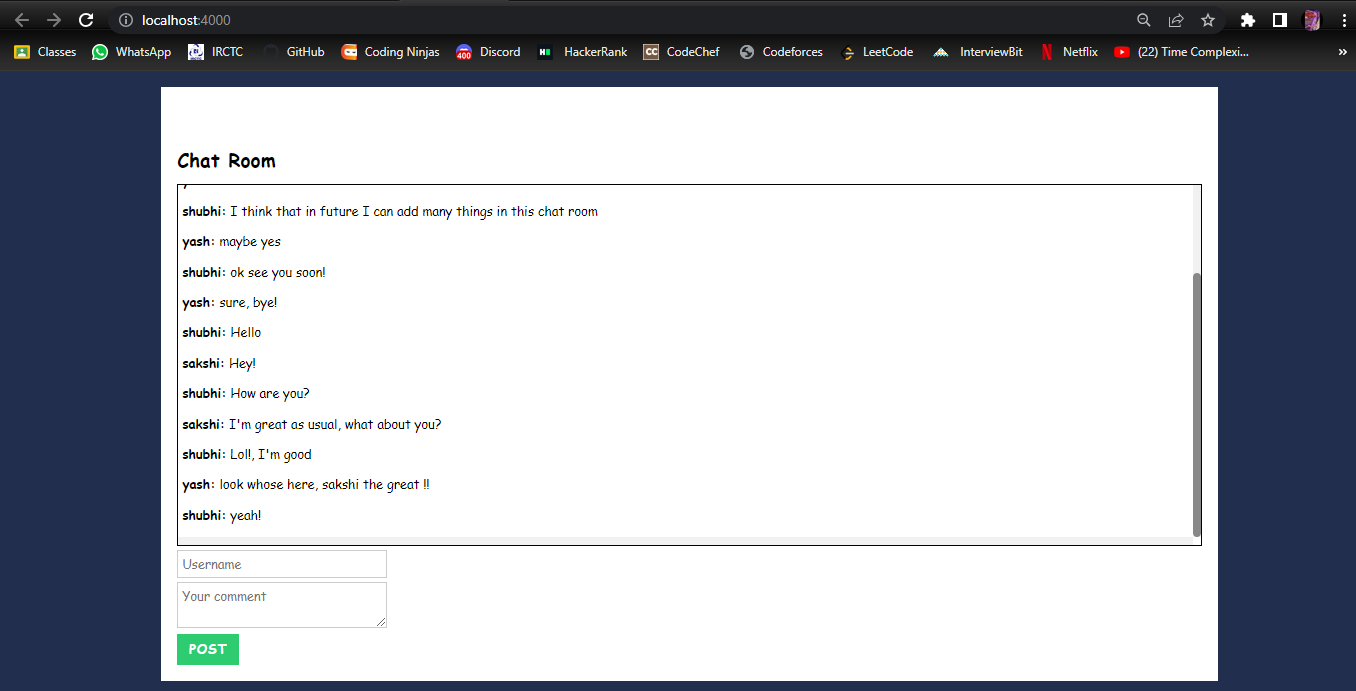 localhost:4000
Classes WhatsApp IRCTC GitHub Coding Ninjas 400 Discord HackerRank CC CodeChef Codeforces LeetCode InterviewBit Netflix (22) Time Complexi... »
Chat Room
shubhi: I think that in future I can add many things in this chat room
yash: maybe yes
shubhi: ok see you soon!
yash: sure, bye!
shubhi: Hello
sakshi: Hey!
shubhi: How are you?
sakshi: I'm great as usual, what about you?
shubhi: Lol!, I'm good
yash: look whose here, sakshi the great !!
shubhi: yeah!
Username
Your comment
POST